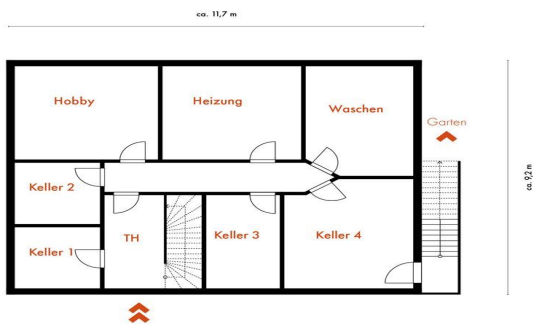 ca. 11,7 m
Hobby
Heizung
Waschen
Garten
ca. 9,2 m
Keller 2
Keller 1
TH
Keller 3
Keller 4